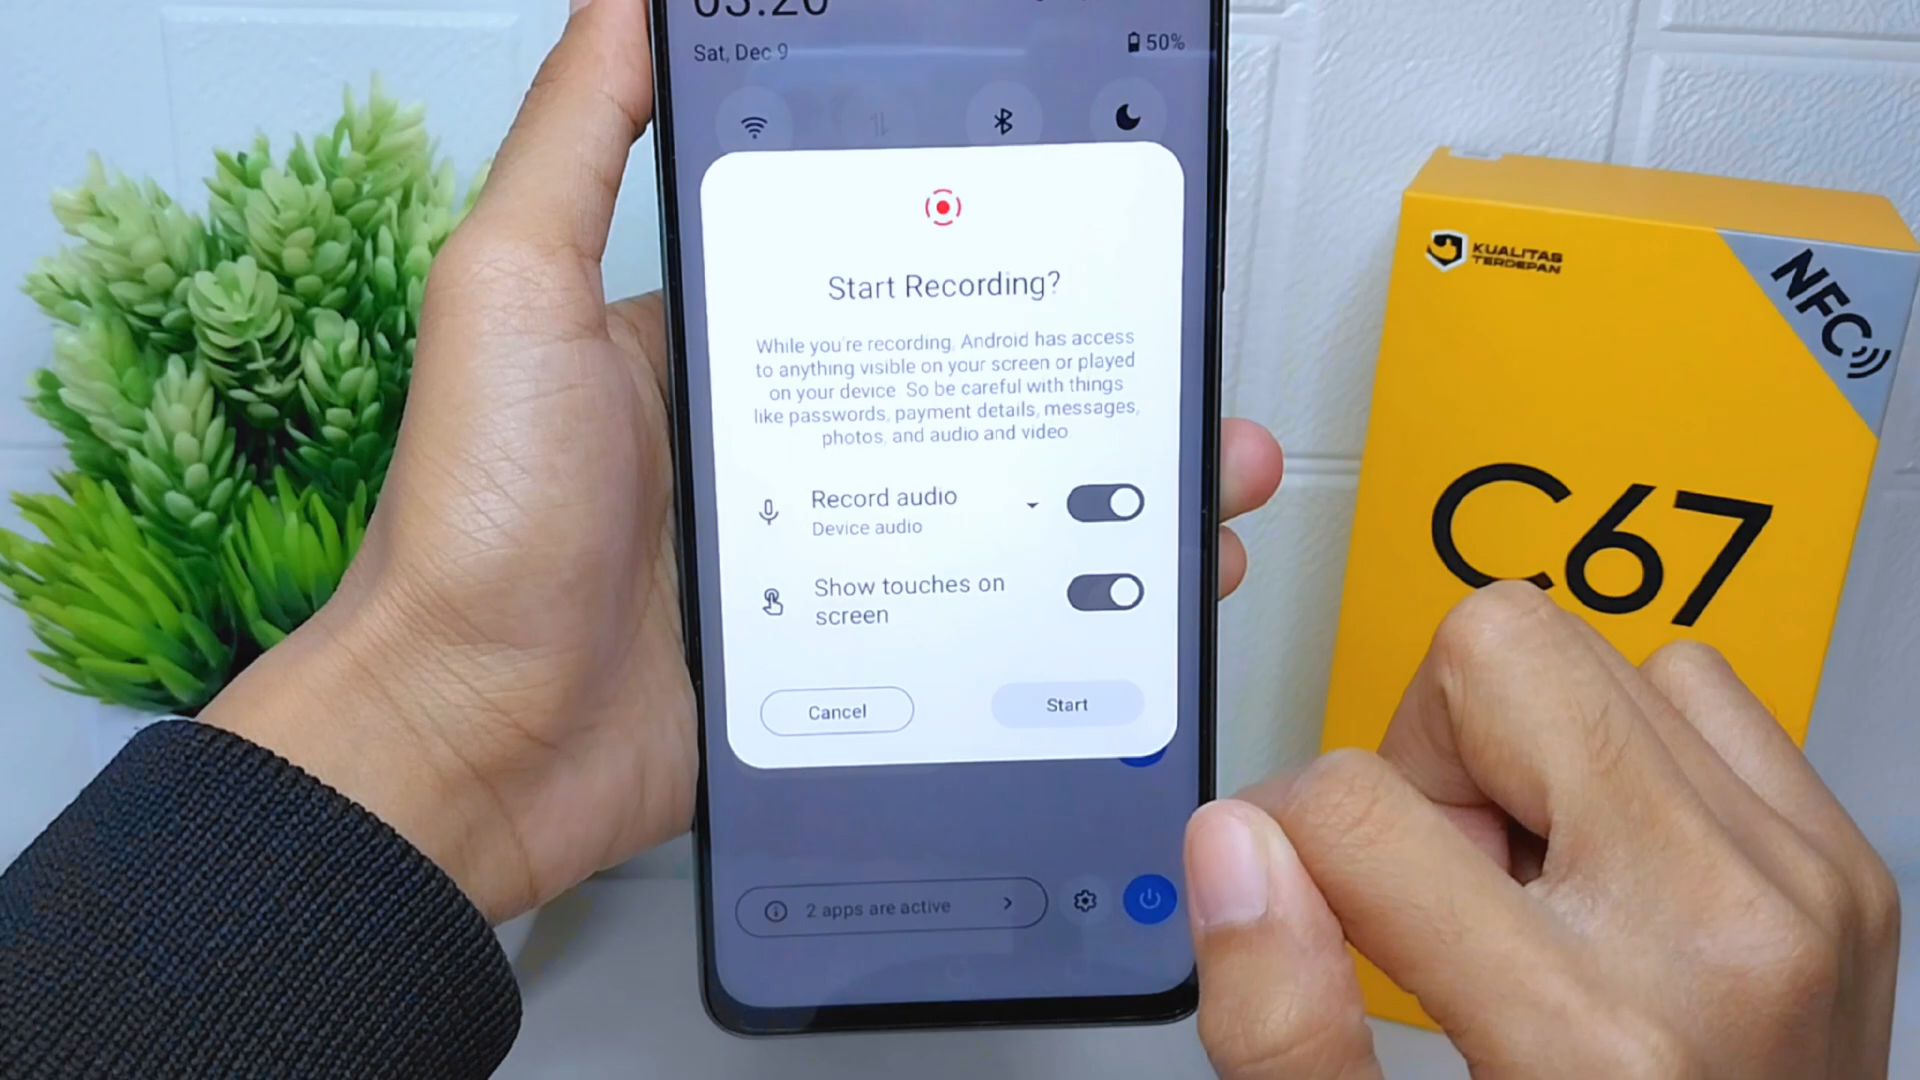 03:20
Sat, Dec 9
50%
Start Recording?
While you're recording, Android has access
to anything visible on your screen or played
on your device. So be careful with things
like passwords, payment details, messages,
photos, and audio and video.
Record audio
Device audio
Show touches on
screen
Cancel
Start
2 apps are active
KUALITAS
TERDEPAN
NFC
C67